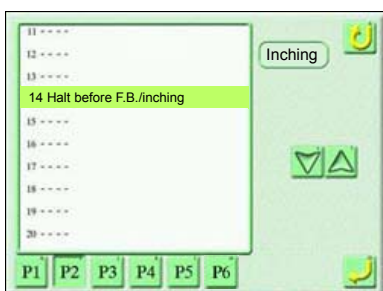 11 - - - -
12 - - - -
13 - - - -
14 Halt before F.B./inching
15 - - - -
16 - - - -
17 - - - -
18 - - - -
19 - - - -
20 - - - -
Inching
P1 P2 P3 P4 P5 P6